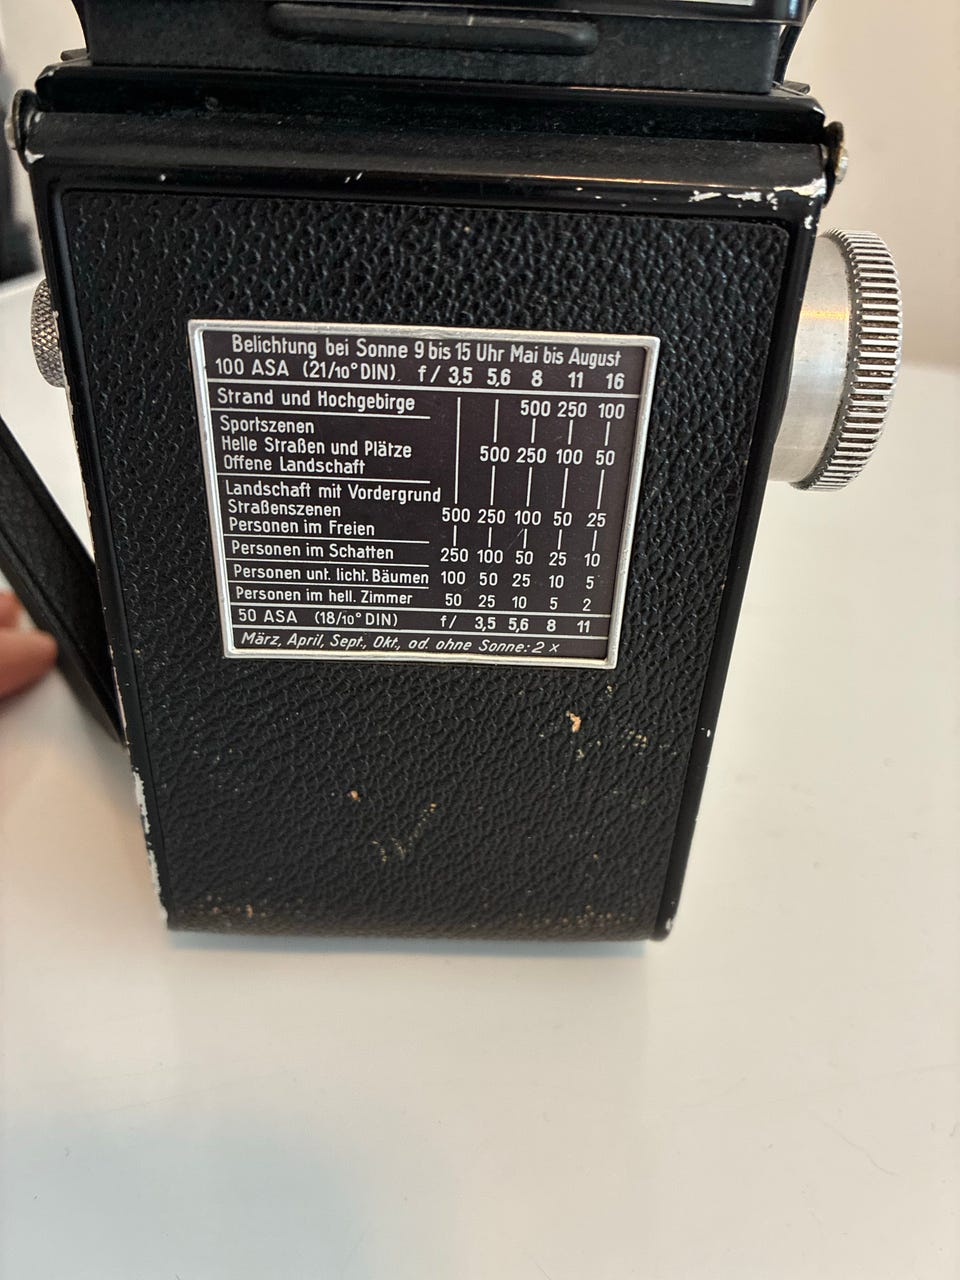 Belichtung bei Sonne 9 bis 15 Uhr Mai bis August
100 ASA (21/10° DIN) f/ 3,5 5,6 8 11 16
Strand und Hochgebirge 500 250 100
Sportszenen
Helle Straßen und Plätze 500 250 100 50
Offene Landschaft
Landschaft mit Vordergrund
Straßenszenen 500 250 100 50 25
Personen im Freien
Personen im Schatten 250 100 50 25 10
Personen unt. licht. Bäumen 100 50 25 10 5
Personen im hell. Zimmer 50 25 10 5 2
50 ASA (18/10° DIN) f/ 3,5 5,6 8 11
März, April, Sept., Okt., od. ohne Sonne: 2 x